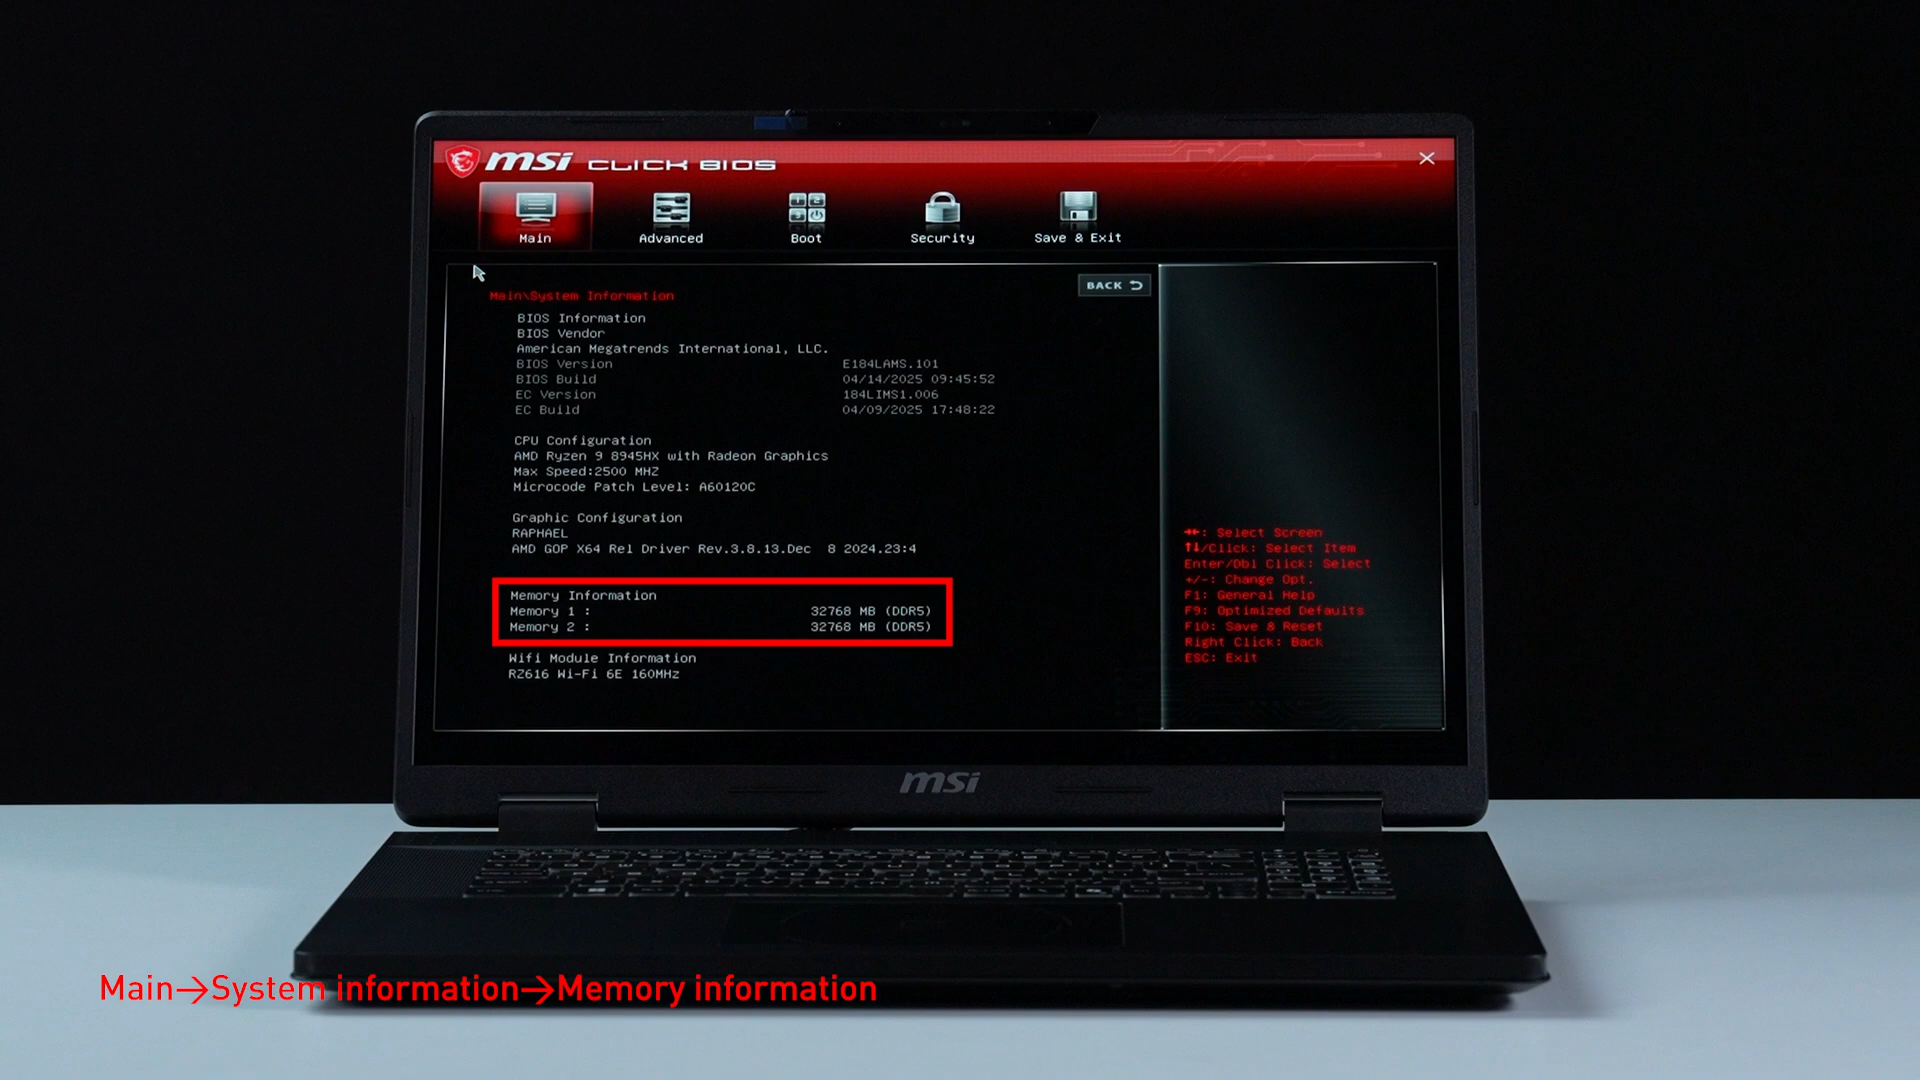 msi CLICK BIOS
Main
Advanced
Boot
Security
Save & Exit
BACK
Main\System Information
BIOS Information
BIOS Vendor
American Megatrends International, LLC.
BIOS Version E184LAMS.101
BIOS Build 04/14/2025 09:45:52
EC Version 184LIMS1.006
EC Build 04/09/2025 17:48:22
CPU Configuration
AMD Ryzen 9 8945HX with Radeon Graphics
Max Speed:2500 MHZ
Microcode Patch Level: A60120C
Graphic Configuration
RAPHAEL
AMD GOP X64 Rel Driver Rev.3.8.13.Dec 8 2024.23:4
Memory Information
Memory 1 : 32768 MB (DDR5)
Memory 2 : 32768 MB (DDR5)
Wifi Module Information
RZ616 Wi-Fi 6E 160MHz
→←: Select Screen
↑↓/Click: Select Item
Enter/Dbl Click: Select
+/-: Change Opt.
F1: General Help
F9: Optimized Defaults
F10: Save & Reset
Right Click: Back
ESC: Exit
msi
Main→System information→Memory information